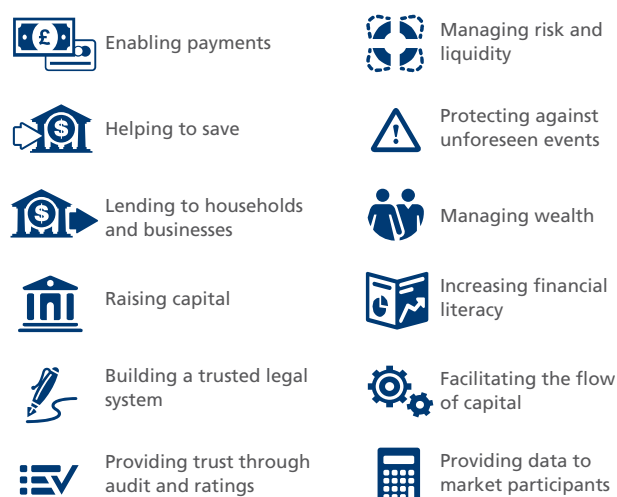 £
Enabling payments
$
Helping to save
$
Lending to households
and businesses
Raising capital
Building a trusted legal
system
Providing trust through
audit and ratings
Managing risk and
liquidity
!
Protecting against
unforeseen events
Managing wealth
Increasing financial
literacy
Facilitating the flow
of capital
Providing data to
market participants